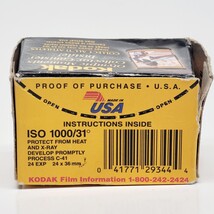 PROOF OF PURCHASE • U.S.A.
OPEN
OPEN
MADE IN
USA
INSTRUCTIONS INSIDE
ISO 1000/31°
PROTECT FROM HEAT
AND X-RAY
DEVELOP PROMPTLY
PROCESS C-41
24 EXP 24 x 36 mm
0 41771 29344 4
KODAK Film Information 1-800-242-2424